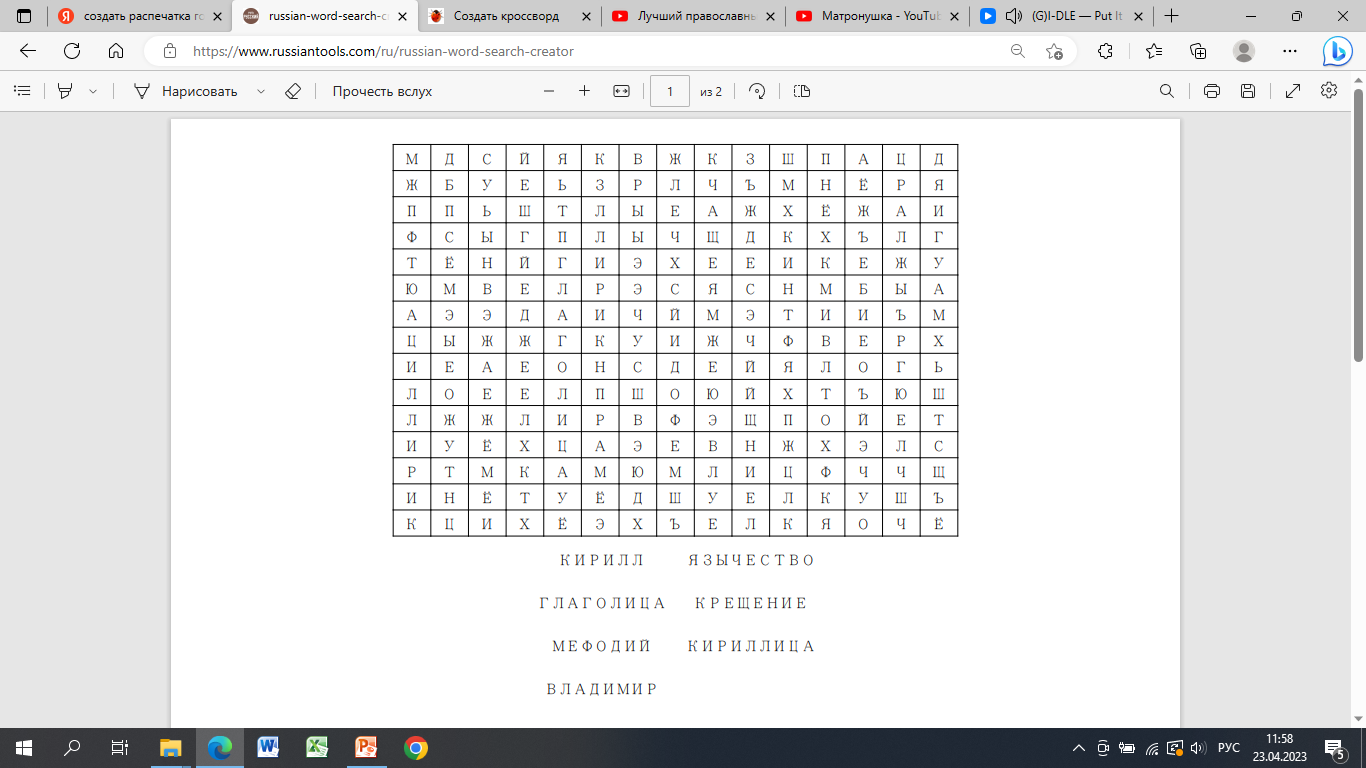 создать распечатка го
russian-word-search-c
Создать кроссворд
Лучший православны
Матронушка - YouTub
(G)I-DLE — Put It
https://www.russiantools.com/ru/russian-word-search-creator
Нарисовать Прочесть вслух 1 из 2
М Д С Й Я К В Ж К З Ш П А Ц Д
Ж Б У Е Ь З Р Л Ч Ъ М Н Ё Р Я
П П Ь Ш Т Л Ы Е А Ж Х Ё Ж А И
Ф С Ы Г П Л Ы Ч Щ Д К Х Ъ Л Г
Т Ё Н Й Г И Э Х Е Е И К Е Ж У
Ю М В Е Л Р Э С Я С Н М Б Ы А
А Э Э Д А И Ч Й М Э Т И И Ъ М
Ц Ы Ж Ж Г К У И Ж Ч Ф В Е Р Х
И Е А Е О Н С Д Е Й Я Л О Г Ь
Л О Е Е Л П Ш О Ю Й Х Т Ъ Ю Ш
Л Ж Ж Л И Р В Ф Э Щ П О Й Е Т
И У Ё Х Ц А Э Е В Н Ж Х Э Л С
Р Т М К А М Ю М Л И Ц Ф Ч Ч Щ
И Н Ё Т У Ё Д Ш У Е Л К У Ш Ъ
К Ц И Х Ё Э Х Ъ Е Л К Я О Ч Ё
КИРИЛЛ ЯЗЫЧЕСТВО
ГЛАГОЛИЦА КРЕЩЕНИЕ
МЕФОДИЙ КИРИЛЛИЦА
ВЛАДИМИР
РУС
11:58
23.04.2023
5